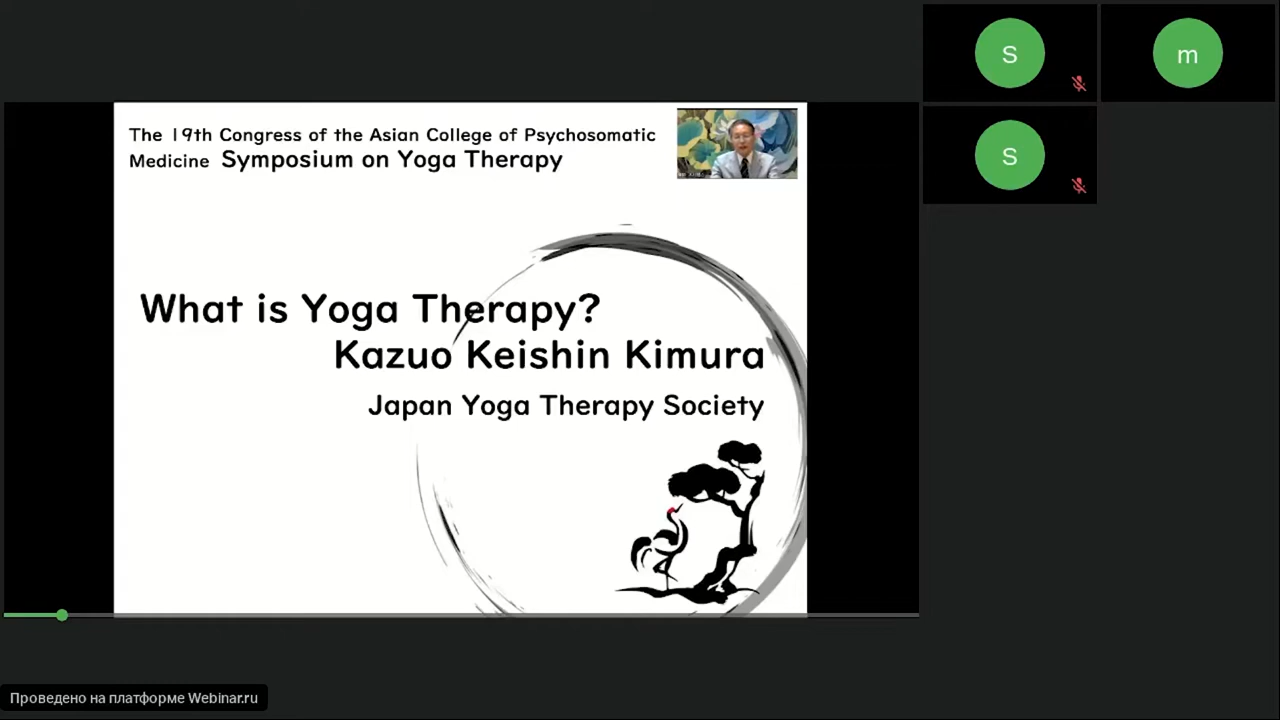 The 19th Congress of the Asian College of Psychosomatic
Medicine Symposium on Yoga Therapy
What is Yoga Therapy?
Kazuo Keishin Kimura
Japan Yoga Therapy Society
S
m
S
Проведено на платформе Webinar.ru